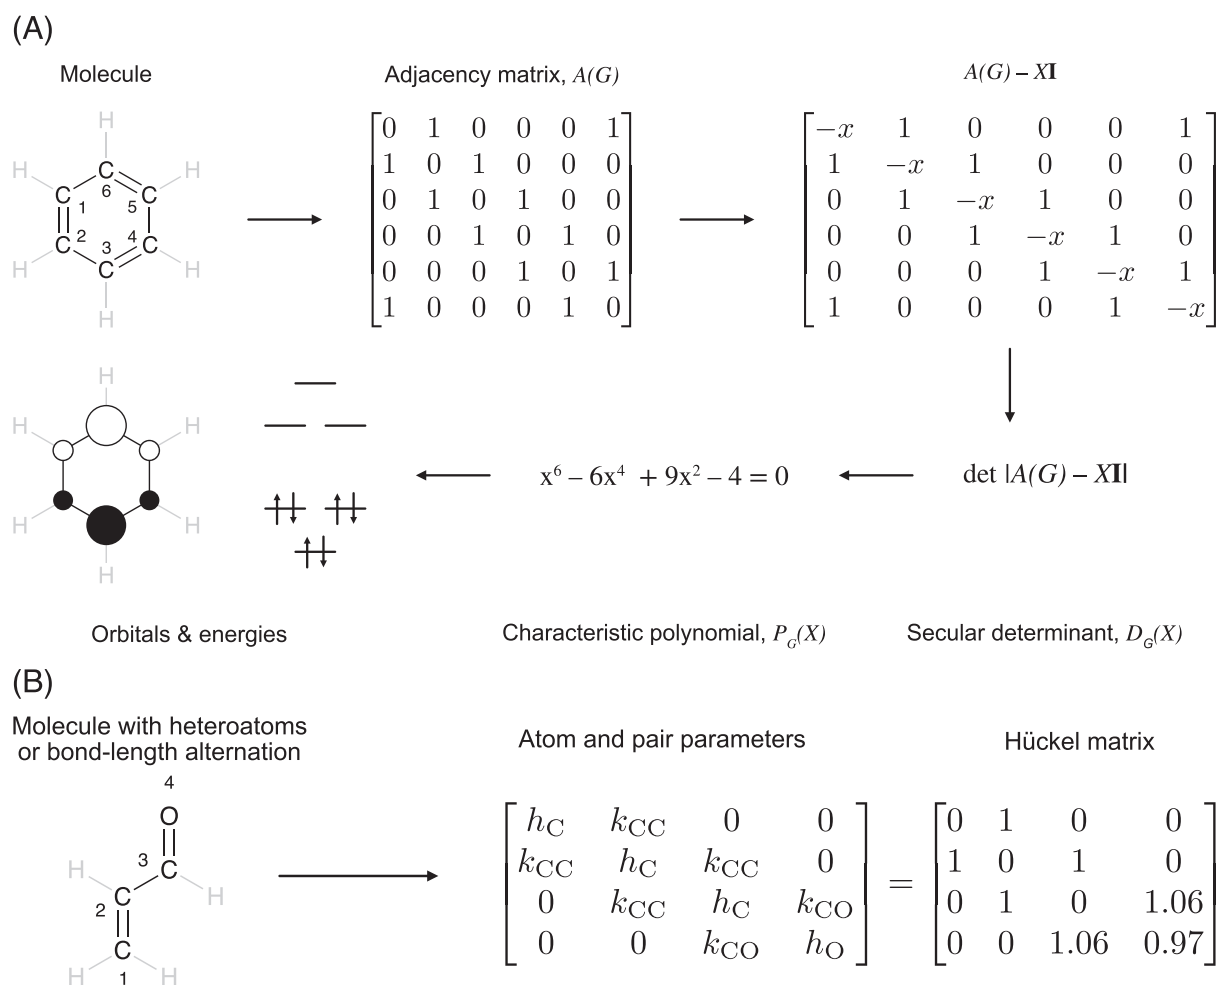 (A)
Molecule
Adjacency matrix, A(G)
A(G) – XI
H
H H
C
C 6 C
1 5
2 4
C 3 C
C
H H
H
0 1 0 0 0 1
1 0 1 0 0 0
0 1 0 1 0 0
0 0 1 0 1 0
0 0 0 1 0 1
1 0 0 0 1 0
−x 1 0 0 0 1
1 −x 1 0 0 0
0 1 −x 1 0 0
0 0 1 −x 1 0
0 0 0 1 −x 1
1 0 0 0 1 −x
H
H H
H H
H
x⁶ – 6x⁴ + 9x² – 4 = 0
det |A(G) – XI|
Orbitals & energies
Characteristic polynomial, P_G(X)
Secular determinant, D_G(X)
(B)
Molecule with heteroatoms
or bond-length alternation
Atom and pair parameters
Hückel matrix
4
O
3
H C
C H
2
C
H 1 H
h_C k_CC 0 0
k_CC h_C k_CC 0
0 k_CC h_C k_CO
0 0 k_CO h_O
=
0 1 0 0
1 0 1 0
0 1 0 1.06
0 0 1.06 0.97